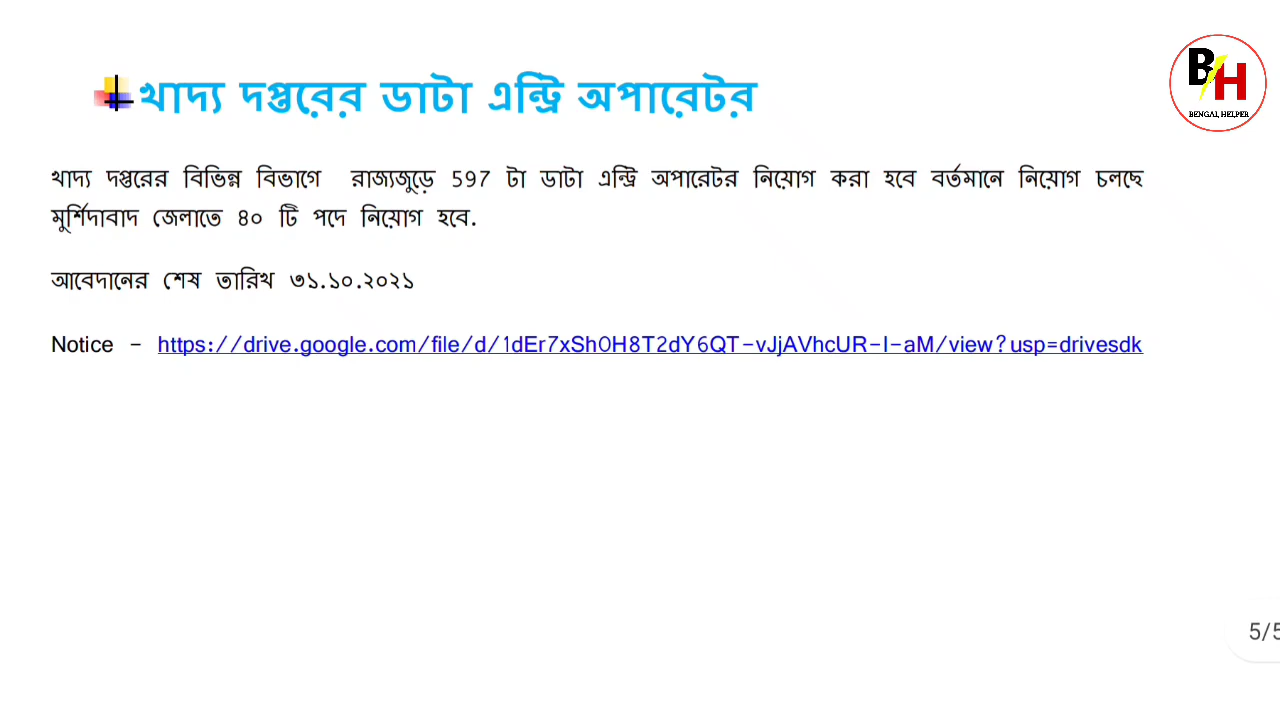 BH
BENGAL HELPER
খাদ্য দপ্তরের ডাটা এন্ট্রি অপারেটর
খাদ্য দপ্তরের বিভিন্ন বিভাগে রাজ্যজুড়ে 597 টা ডাটা এন্ট্রি অপারেটর নিয়োগ করা হবে বর্তমানে নিয়োগ চলছে
মুর্শিদাবাদ জেলাতে ৪০ টি পদে নিয়োগ হবে.
আবেদানের শেষ তারিখ ৩১.১০.২০২১
Notice - https://drive.google.com/file/d/1dEr7xSh0H8T2dY6QT-vJjAVhcUR-I-aM/view?usp=drivesdk
5/5